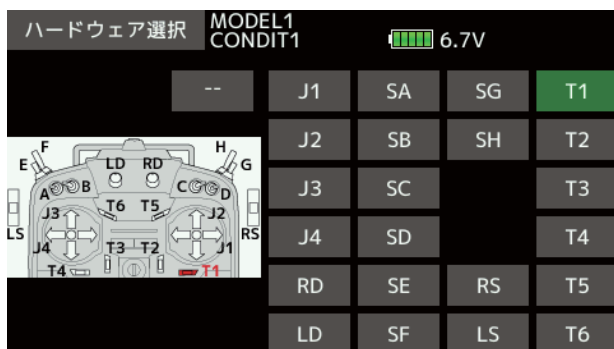 ハードウェア選択
MODEL1
CONDIT1
6.7V
-- J1 SA SG T1
J2 SB SH T2
J3 SC T3
J4 SD T4
RD SE RS T5
LD SF LS T6
F H
E LD RD G
A B C D
J3 T6 T5 J2
LS J4 T3 T2 J1 RS
T4 T1